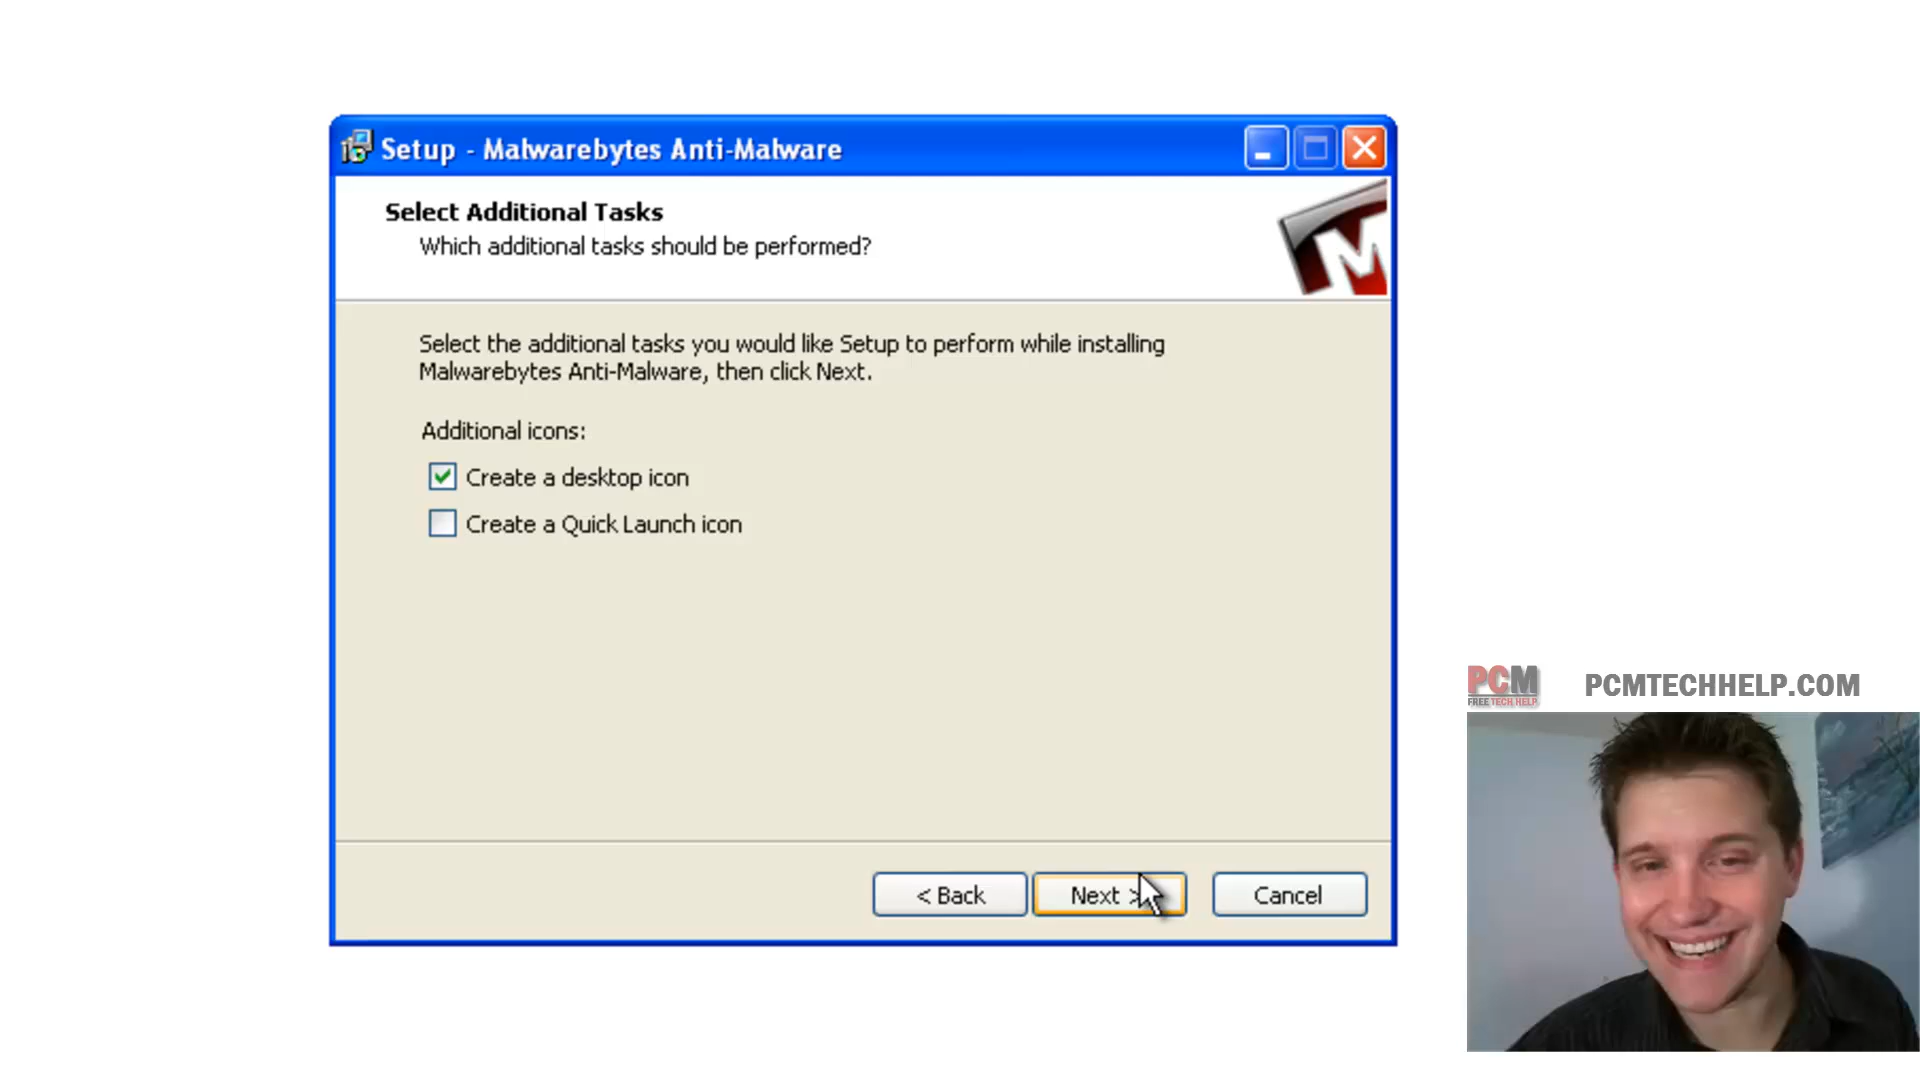 Setup - Malwarebytes Anti-Malware
Select Additional Tasks
Which additional tasks should be performed?
M
Select the additional tasks you would like Setup to perform while installing
Malwarebytes Anti-Malware, then click Next.
Additional icons:
Create a desktop icon
Create a Quick Launch icon
< Back Next > Cancel
PCM PCMTECHHELP.COM
FREE TECH HELP